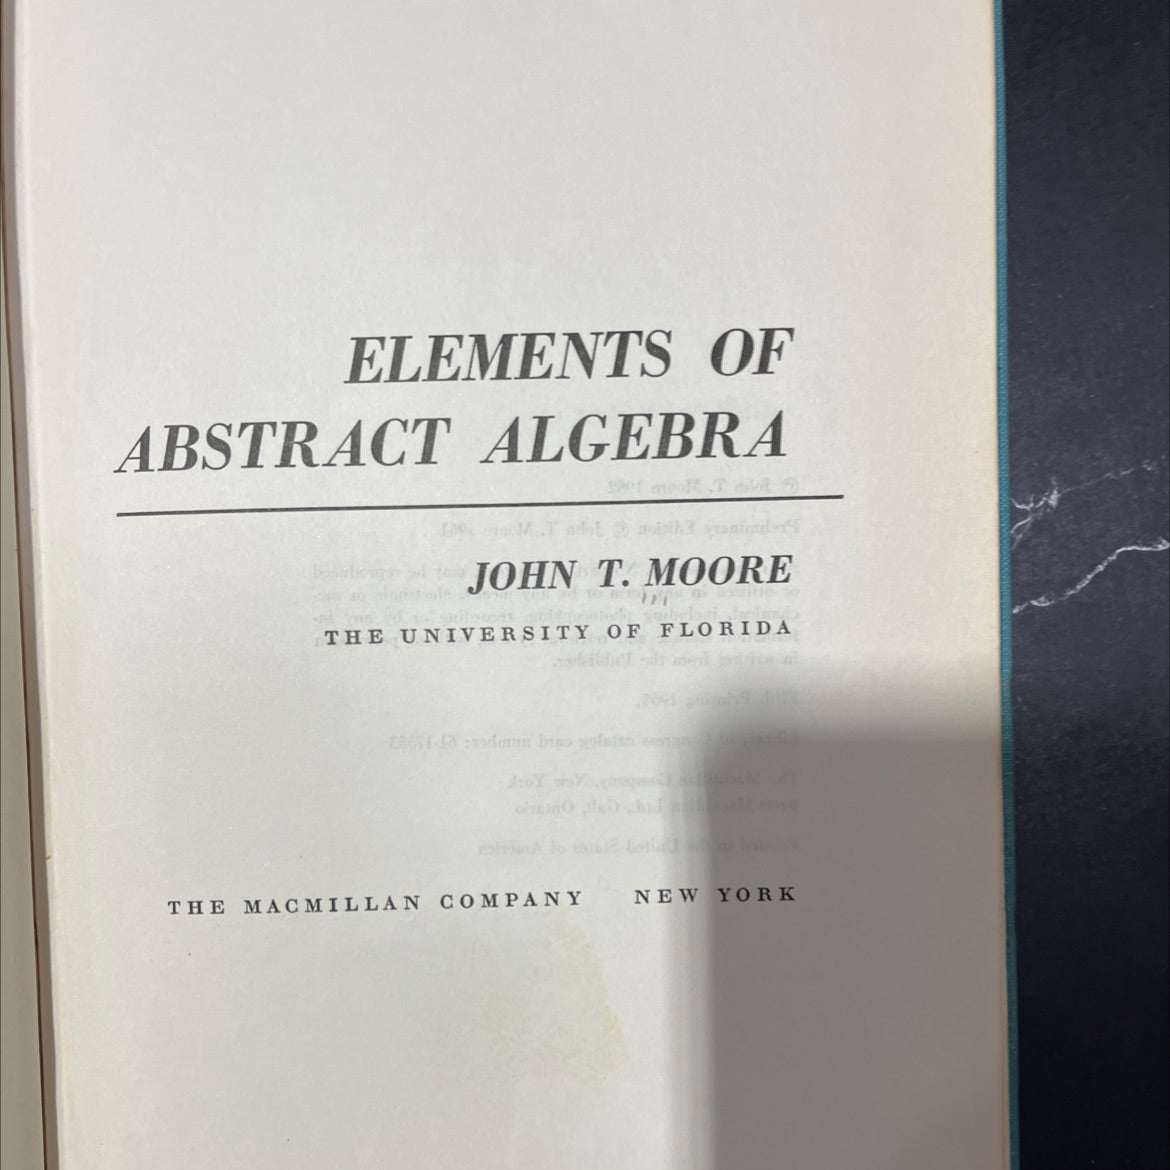 ELEMENTS OF
ABSTRACT ALGEBRA
JOHN T. MOORE
THE UNIVERSITY OF FLORIDA
THE MACMILLAN COMPANY NEW YORK